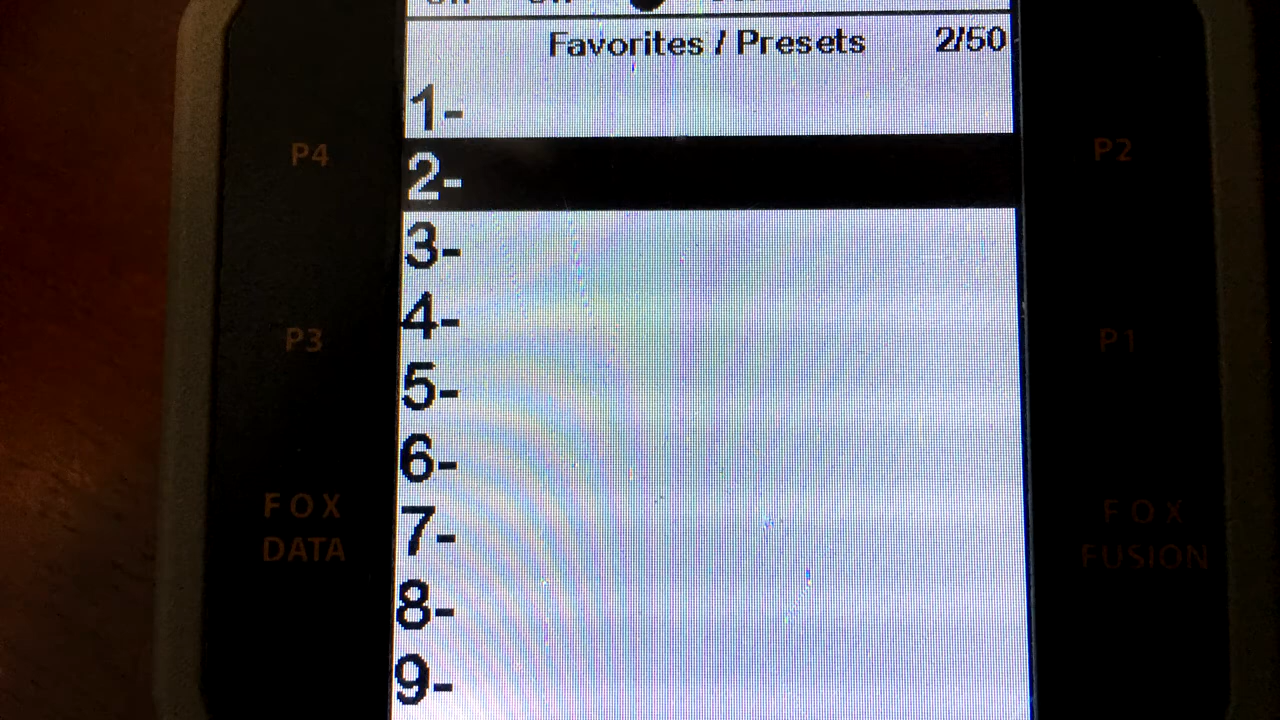 Favorites / Presets 2/50
1-
2-
3-
4-
5-
6-
7-
8-
9-
P4
P3
FOX
DATA
P2
P1
OX
FUSION